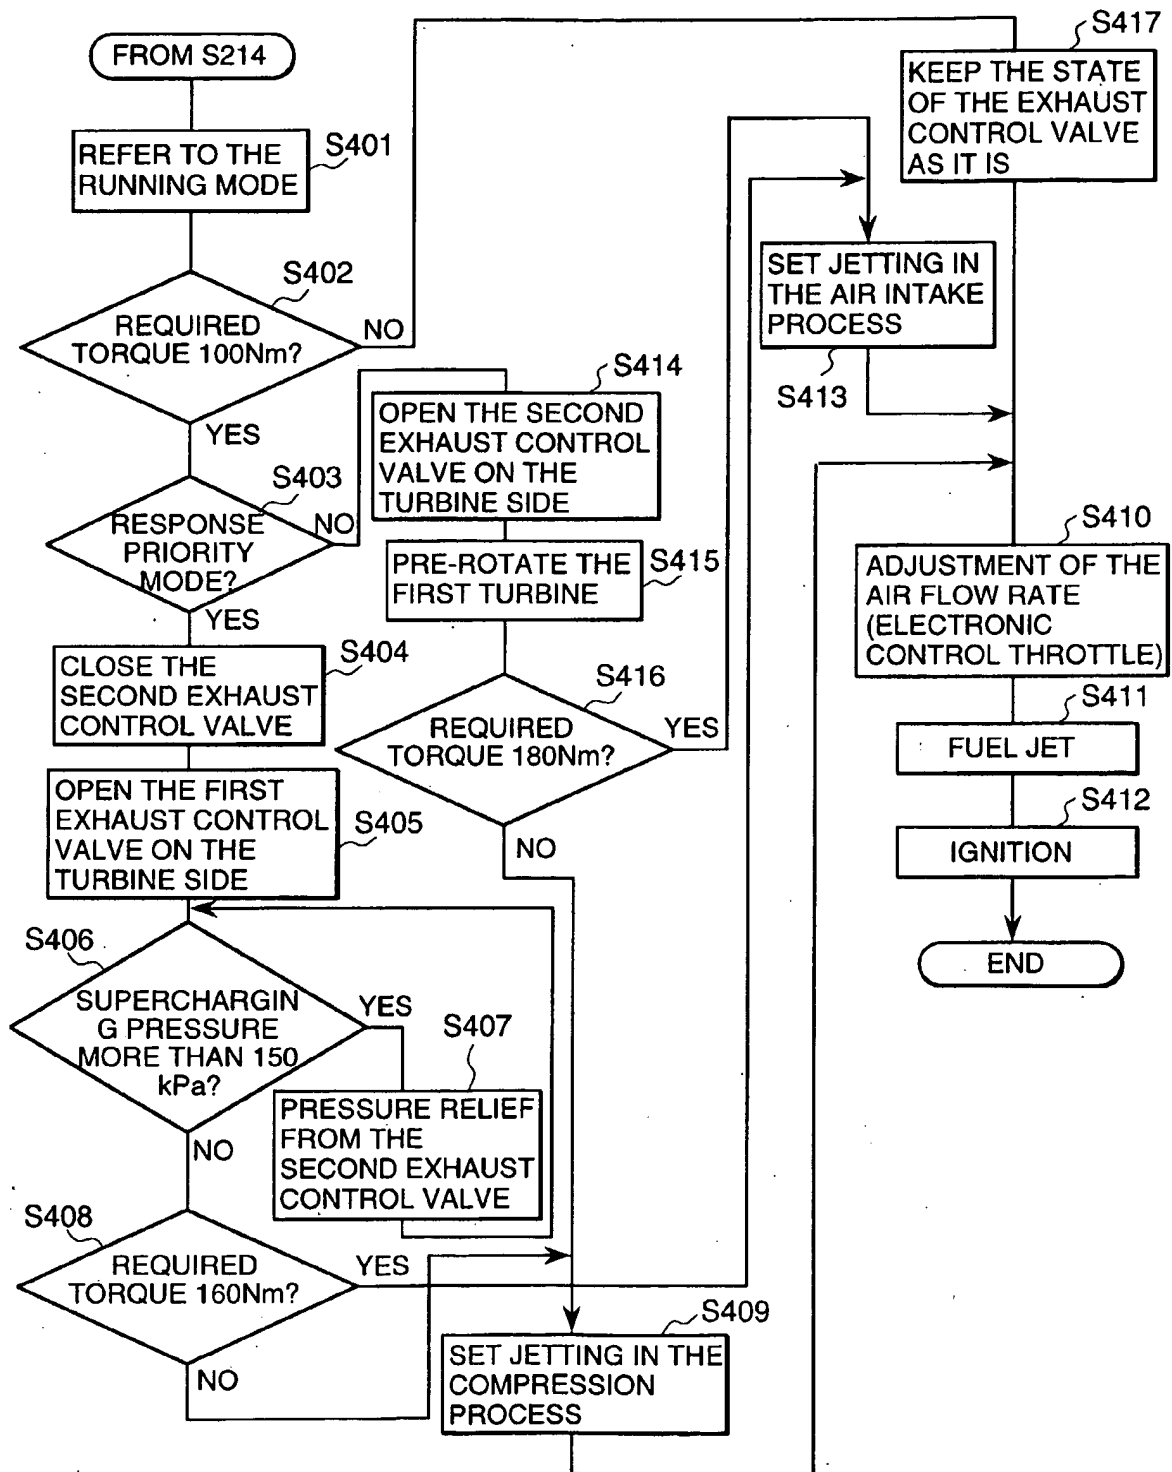 FROM S214
S401
REFER TO THE
RUNNING MODE
S402
REQUIRED
TORQUE 100Nm?
NO
YES
S403
RESPONSE
PRIORITY
MODE?
NO
YES
S404
CLOSE THE
SECOND EXHAUST
CONTROL VALVE
S405
OPEN THE FIRST
EXHAUST CONTROL
VALVE ON THE
TURBINE SIDE
S406
SUPERCHARGIN
G PRESSURE
MORE THAN 150
kPa?
YES
NO
S407
PRESSURE RELIEF
FROM THE
SECOND EXHAUST
CONTROL VALVE
S408
REQUIRED
TORQUE 160Nm?
YES
NO
S409
SET JETTING IN THE
COMPRESSION
PROCESS
S414
OPEN THE SECOND
EXHAUST CONTROL
VALVE ON THE
TURBINE SIDE
S415
PRE-ROTATE THE
FIRST TURBINE
S416
REQUIRED
TORQUE 180Nm?
YES
NO
SET JETTING IN
THE AIR INTAKE
PROCESS
S413
S417
KEEP THE STATE
OF THE EXHAUST
CONTROL VALVE
AS IT IS
S410
ADJUSTMENT OF THE
AIR FLOW RATE
(ELECTRONIC
CONTROL THROTTLE)
S411
FUEL JET
S412
IGNITION
END